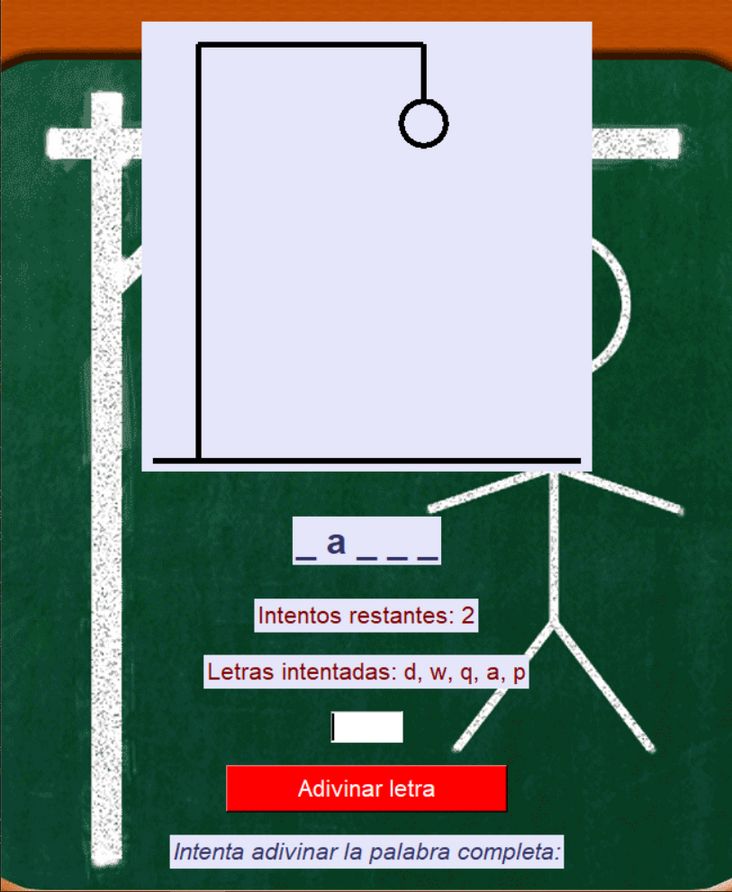 _ a _ _ _
Intentos restantes: 2
Letras intentadas: d, w, q, a, p
Adivinar letra
Intenta adivinar la palabra completa: